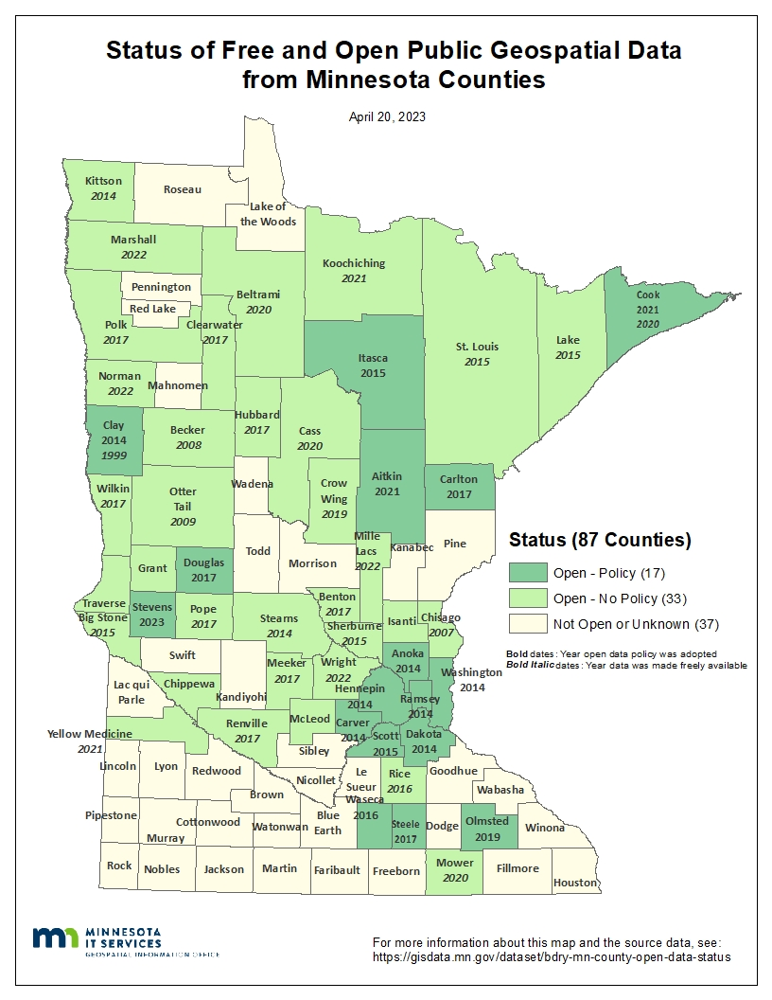 Status of Free and Open Public Geospatial Data
from Minnesota Counties
April 20, 2023
Kittson
2014
Roseau
Lake of
the Woods
Marshall
2022
Koochiching
2021
Pennington
Red Lake
Beltrami
2020
Polk
2017
Clearwater
2017
Cook
2021
2020
St. Louis
2015
Lake
2015
Itasca
2015
Norman
2022
Mahnomen
Hubbard
2017
Cass
2020
Clay
2014
1999
Becker
2008
Wilkin
2017
Otter
Tail
2009
Wadena
Crow
Wing
2019
Aitkin
2021
Carlton
2017
Mille
Lacs
2022
Kanabec
Pine
Todd
Morrison
Grant
Douglas
2017
Traverse
Big Stone
2015
Stevens
2023
Pope
2017
Stearns
2014
Benton
2017
Sherburne
2015
Isanti
Chisago
2007
Swift
Lac qui
Parle
Chippewa
Kandiyohi
Meeker
2017
Wright
2022
Anoka
2014
Hennepin
2014
Ramsey
2014
Washington
2014
Yellow Medicine
2021
Renville
2017
McLeod
Carver
2014
Scott
2015
Dakota
2014
Sibley
Lincoln
Lyon
Redwood
Nicollet
Le
Sueur
Rice
2016
Goodhue
Wabasha
Brown
Waseca
2016
Steele
2017
Dodge
Olmsted
2019
Winona
Pipestone
Murray
Cottonwood
Watonwan
Blue
Earth
Rock
Nobles
Jackson
Martin
Faribault
Freeborn
Mower
2020
Fillmore
Houston
Status (87 Counties)
Open - Policy (17)
Open - No Policy (33)
Not Open or Unknown (37)
Bold dates: Year open data policy was adopted
Bold Italic dates: Year data was made freely available
mn MINNESOTA
IT SERVICES
GEOSPATIAL INFORMATION OFFICE
For more information about this map and the source data, see:
https://gisdata.mn.gov/dataset/bdry-mn-county-open-data-status